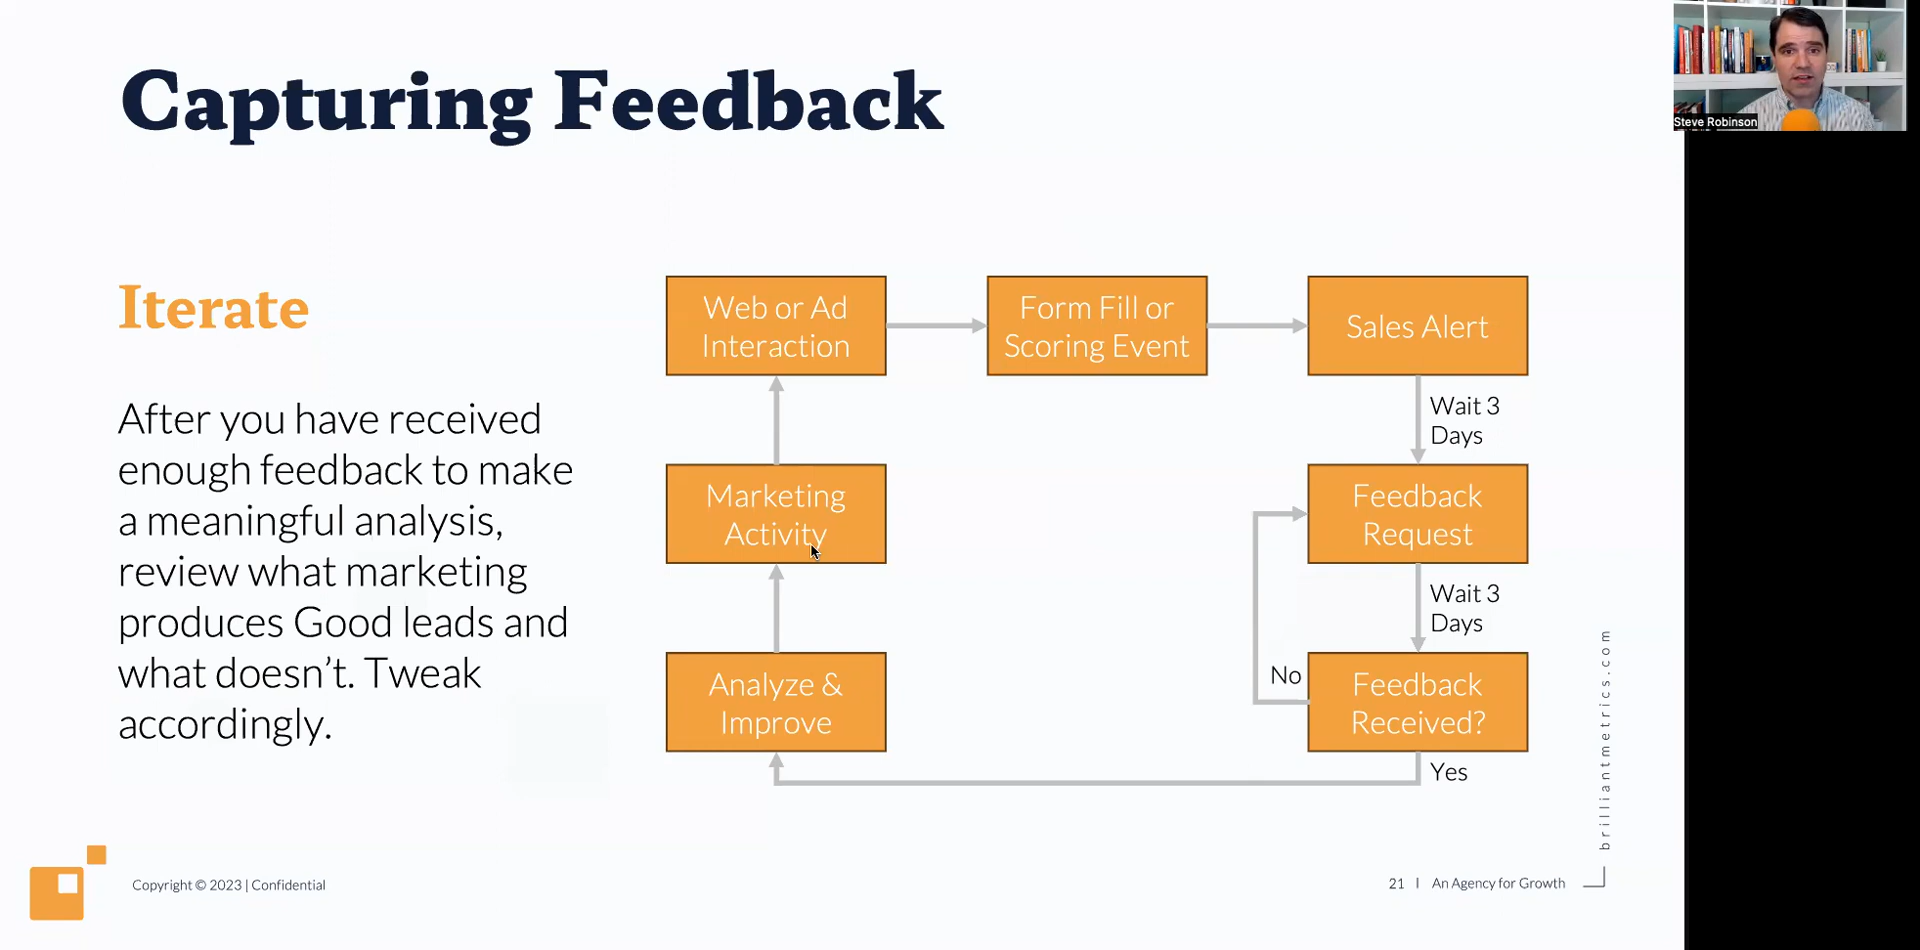 Capturing Feedback
Steve Robinson
Iterate
After you have received
enough feedback to make
a meaningful analysis,
review what marketing
produces Good leads and
what doesn't. Tweak
accordingly.
Web or Ad
Interaction
Form Fill or
Scoring Event
Sales Alert
Wait 3
Days
Marketing
Activity
Feedback
Request
Wait 3
Days
Analyze &
Improve
No
Feedback
Received?
Yes
brilliantmetrics.com
Copyright © 2023 | Confidential
21 | An Agency for Growth